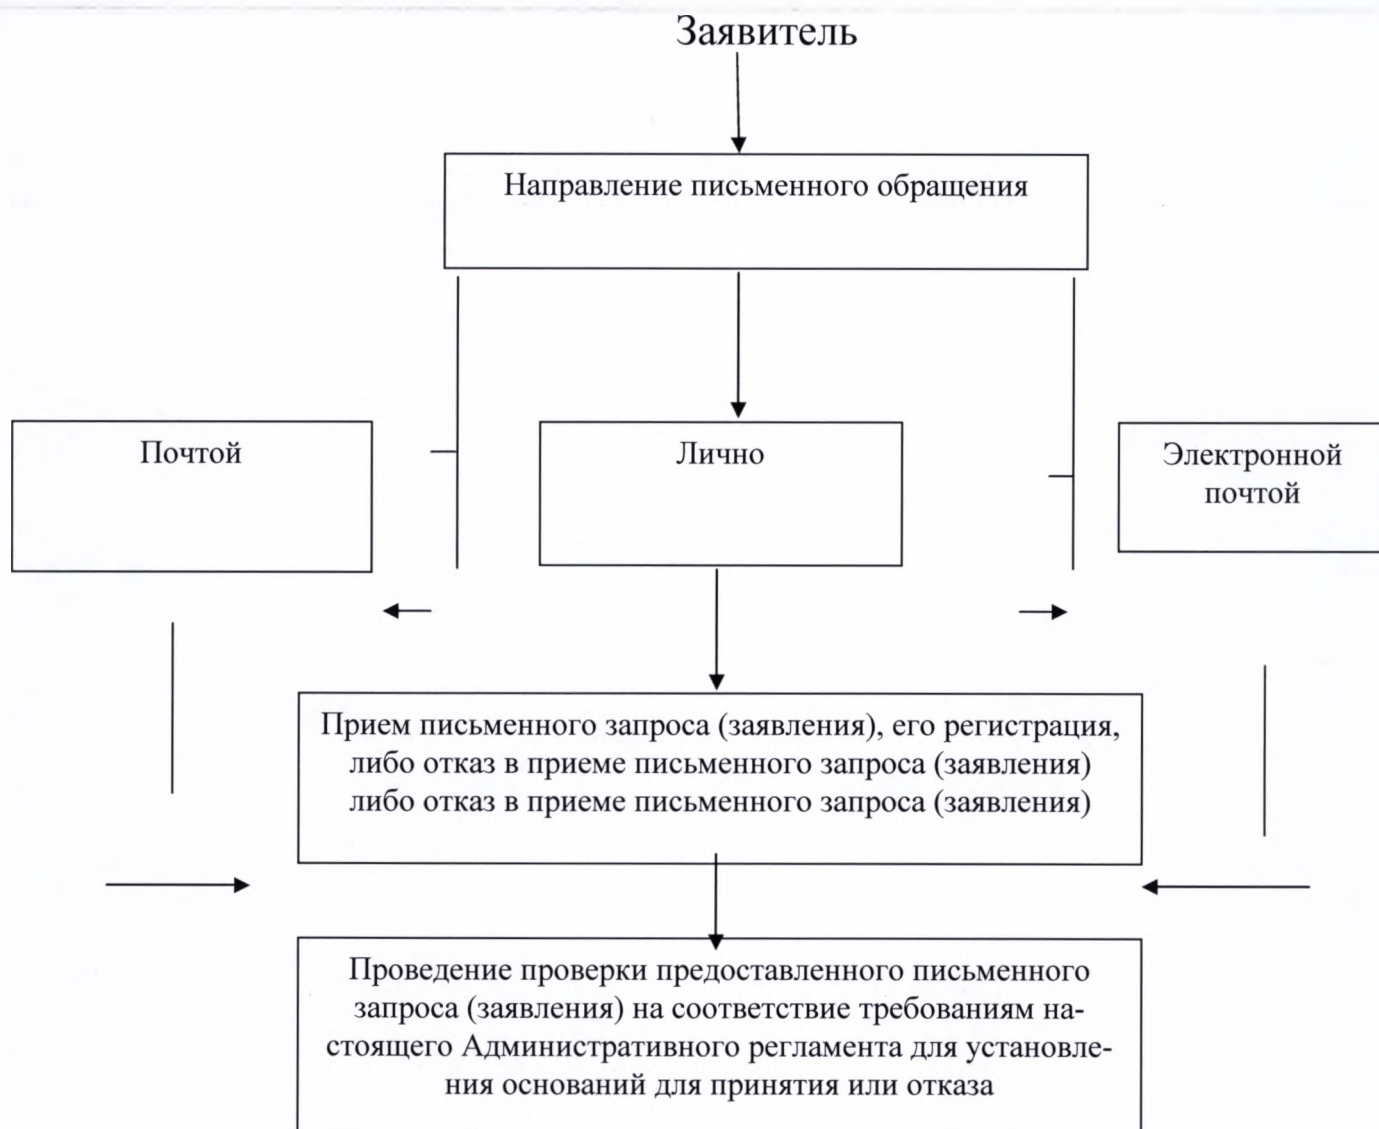 Заявитель
Направление письменного обращения
Почтой
Лично
Электронной
почтой
Прием письменного запроса (заявления), его регистрация,
либо отказ в приеме письменного запроса (заявления)
либо отказ в приеме письменного запроса (заявления)
Проведение проверки предоставленного письменного
запроса (заявления) на соответствие требованиям на-
стоящего Административного регламента для установле-
ния оснований для принятия или отказа